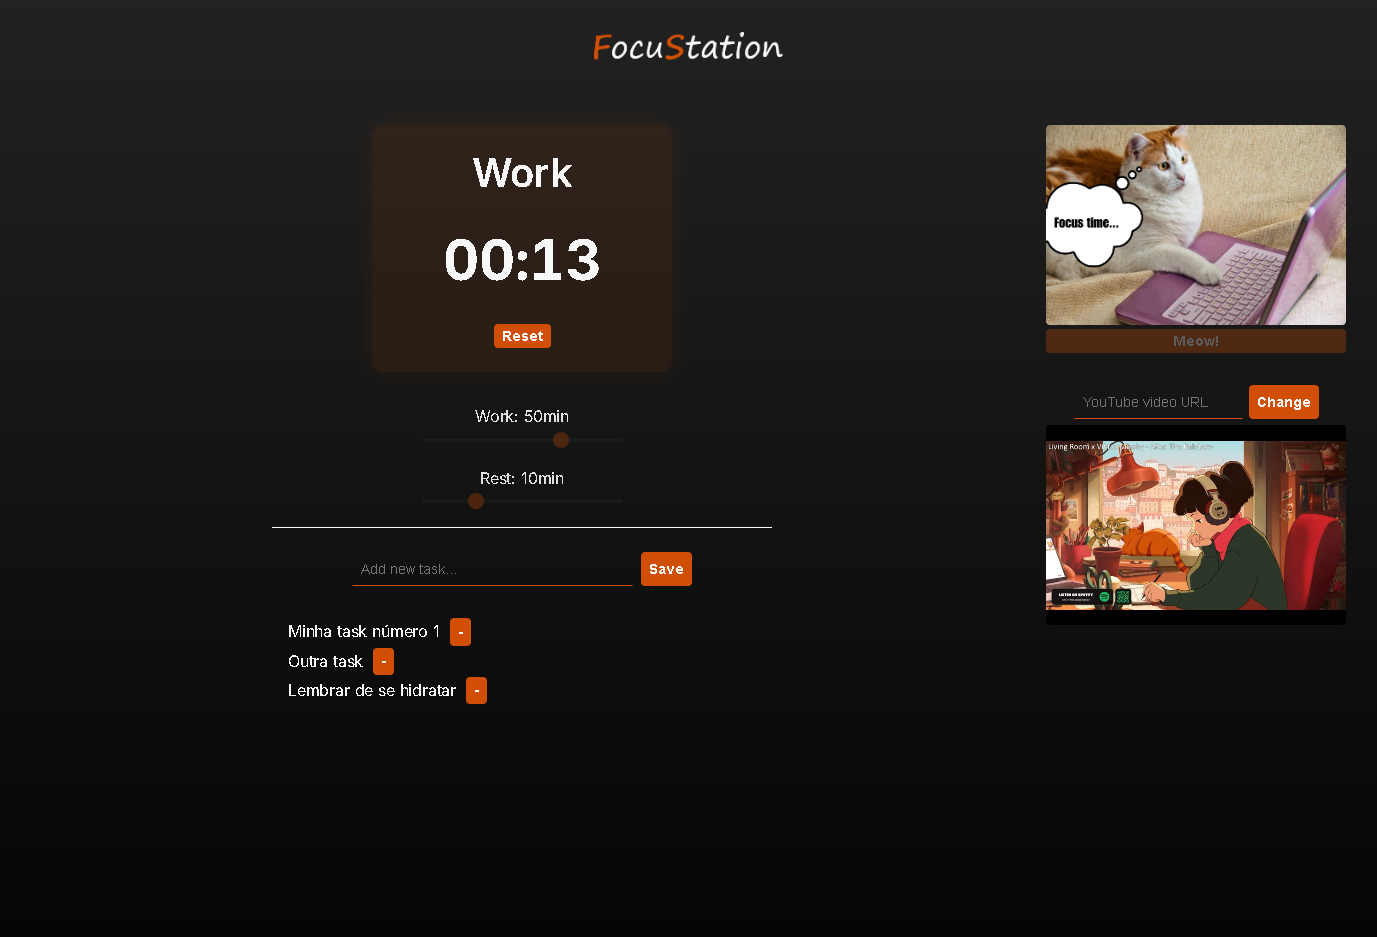 FocuStation
Work
00:13
Reset
Work: 50min
Rest: 10min
Add new task...
Save
Minha task número 1
-
Outra task
-
Lembrar de se hidratar
-
Focus time...
Meow!
YouTube video URL
Change
Living Room x
LISTEN ON SPOTIFY